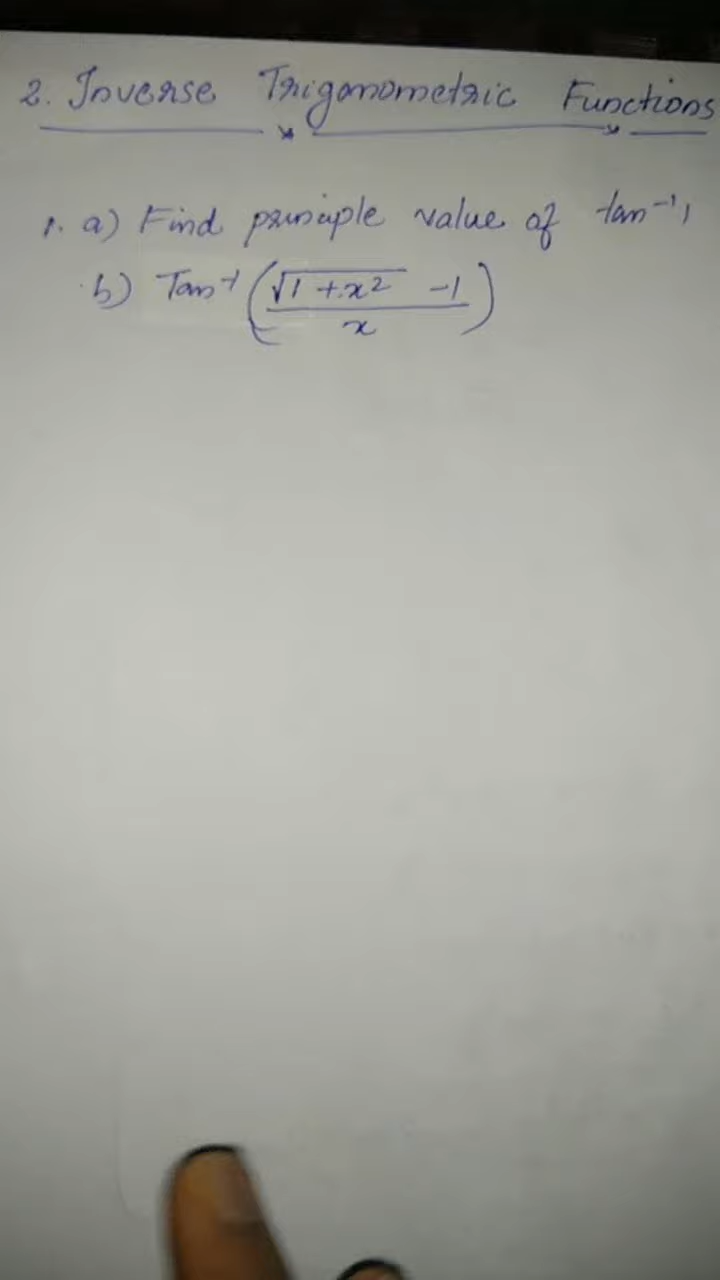 2. Inverse Trigonometric Functions
1. a) Find principle value of tan⁻¹1
b) Tan⁻¹(√(1+x²) -1 / x)